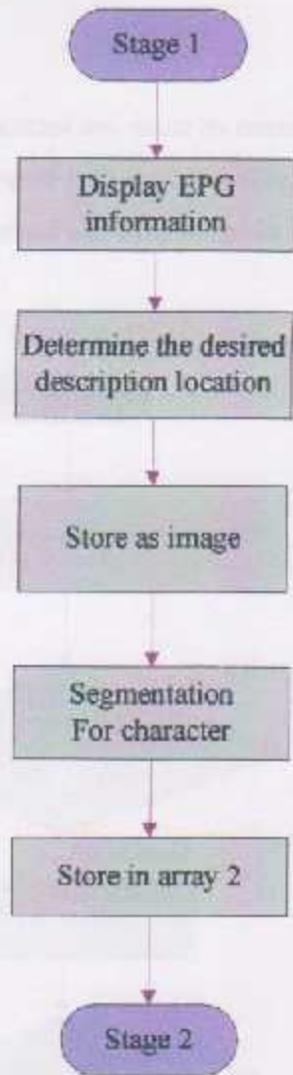 Stage 1
Display EPG
information
Determine the desired
description location
Store as image
Segmentation
For character
Store in array 2
Stage 2